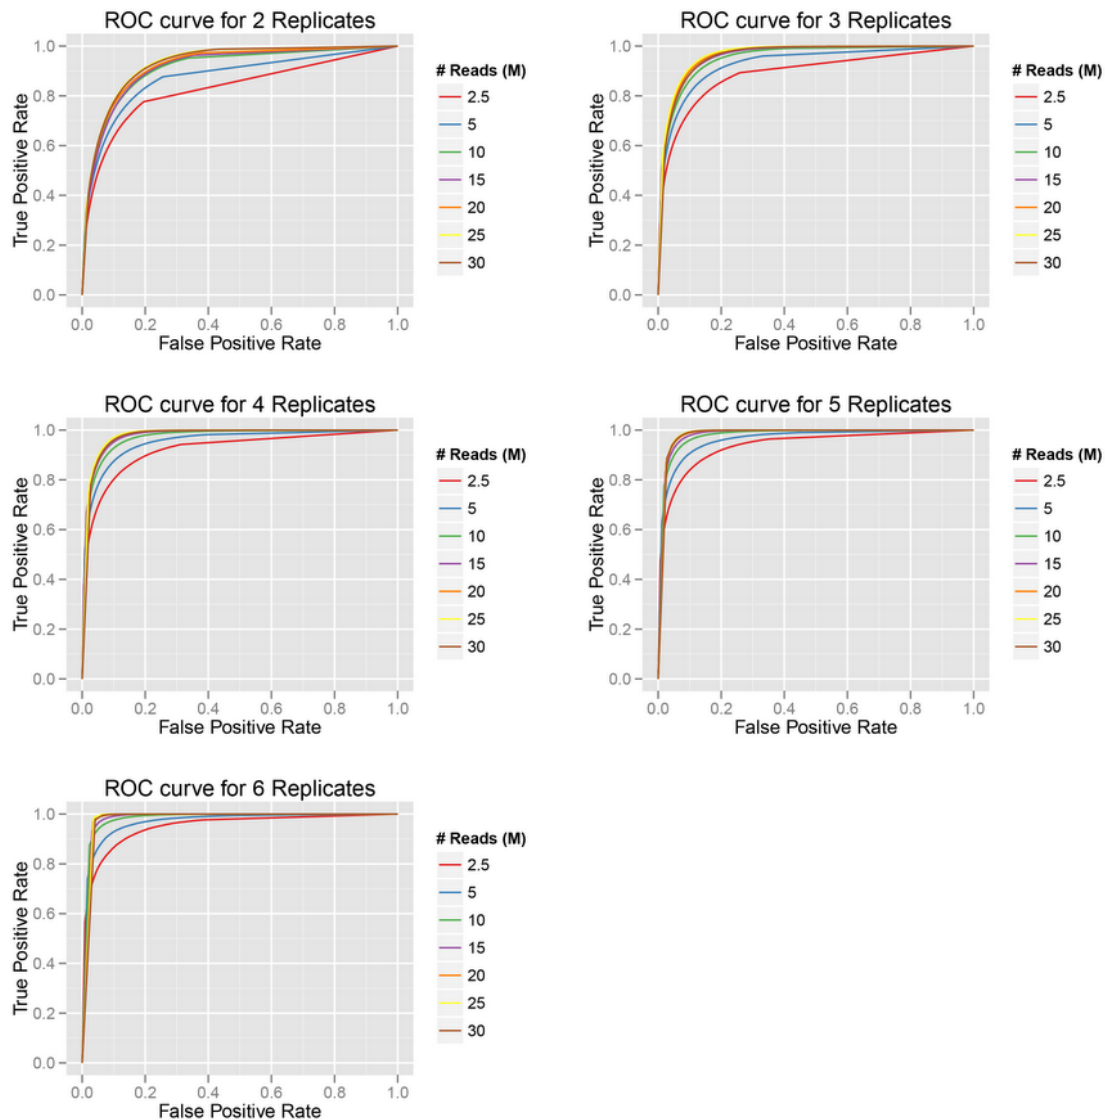 ROC curve for 2 Replicates
True Positive Rate
1.0
0.8
0.6
0.4
0.2
0.0
0.0 0.2 0.4 0.6 0.8 1.0
False Positive Rate
# Reads (M)
2.5
5
10
15
20
25
30
ROC curve for 3 Replicates
True Positive Rate
1.0
0.8
0.6
0.4
0.2
0.0
0.0 0.2 0.4 0.6 0.8 1.0
False Positive Rate
# Reads (M)
2.5
5
10
15
20
25
30
ROC curve for 4 Replicates
True Positive Rate
1.0
0.8
0.6
0.4
0.2
0.0
0.0 0.2 0.4 0.6 0.8 1.0
False Positive Rate
# Reads (M)
2.5
5
10
15
20
25
30
ROC curve for 5 Replicates
True Positive Rate
1.0
0.8
0.6
0.4
0.2
0.0
0.0 0.2 0.4 0.6 0.8 1.0
False Positive Rate
# Reads (M)
2.5
5
10
15
20
25
30
ROC curve for 6 Replicates
True Positive Rate
1.0
0.8
0.6
0.4
0.2
0.0
0.0 0.2 0.4 0.6 0.8 1.0
False Positive Rate
# Reads (M)
2.5
5
10
15
20
25
30